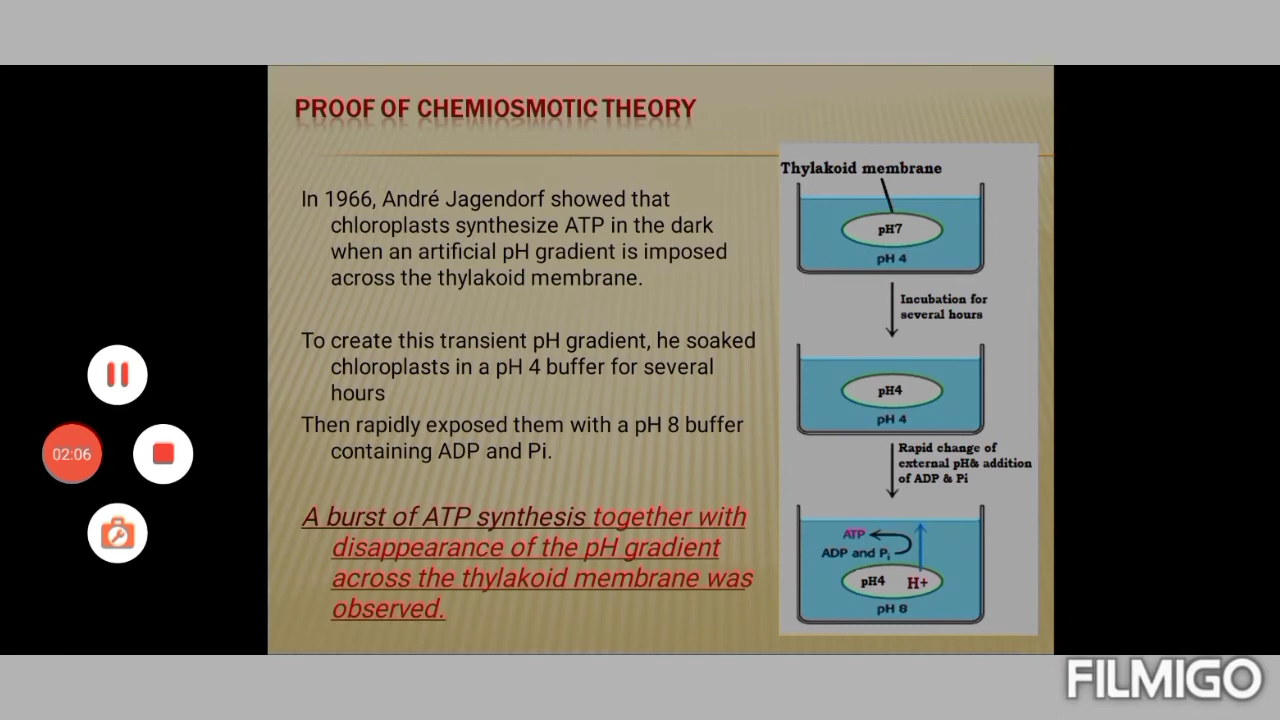 PROOF OF CHEMIOSMOTIC THEORY
In 1966, André Jagendorf showed that
chloroplasts synthesize ATP in the dark
when an artificial pH gradient is imposed
across the thylakoid membrane.
To create this transient pH gradient, he soaked
chloroplasts in a pH 4 buffer for several
hours
Then rapidly exposed them with a pH 8 buffer
containing ADP and Pi.
A burst of ATP synthesis together with
disappearance of the pH gradient
across the thylakoid membrane was
observed.
Thylakoid membrane
pH7
pH 4
Incubation for
several hours
pH4
pH 4
Rapid change of
external pH& addition
of ADP & Pi
ATP
ADP and Pi
pH4 H+
pH 8
02:06
FILMIGO